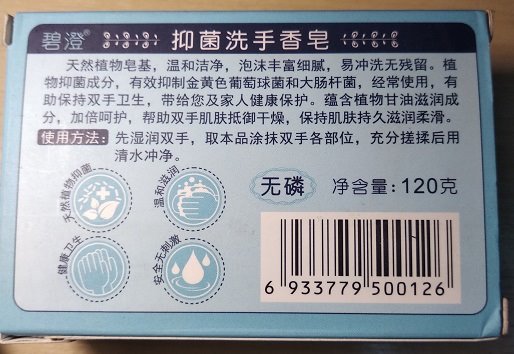 碧澄® 抑菌洗手香皂
天然植物皂基，温和洁净，泡沫丰富细腻，易冲洗无残留。植
物抑菌成分，有效抑制金黄色葡萄球菌和大肠杆菌，经常使用，有
助保持双手卫生，带给您及家人健康保护。蕴含植物甘油滋润成
分，加倍呵护，帮助双手肌肤抵御干燥，保持肌肤持久滋润柔滑。
使用方法：先湿润双手，取本品涂抹双手各部位，充分搓揉后用
清水冲净。
天然植物抑菌
温和滋润
无磷 净含量：120克
健康卫华
安全无刺激
6 933779 500126